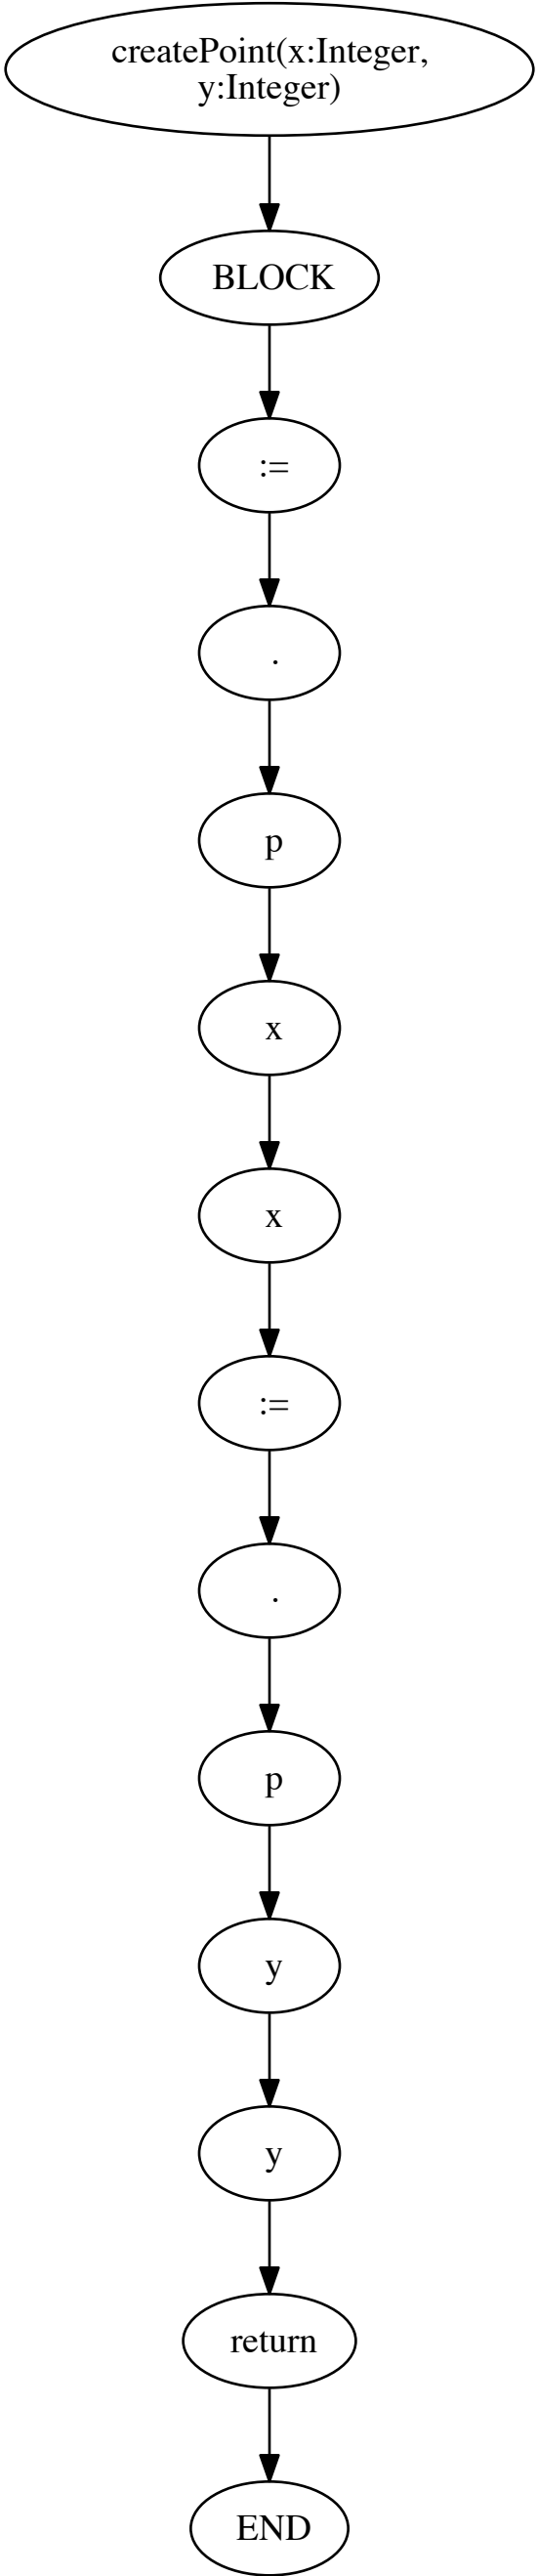 createPoint(x:Integer,
y:Integer)
BLOCK
:=
.
p
x
x
:=
.
p
y
y
return
END